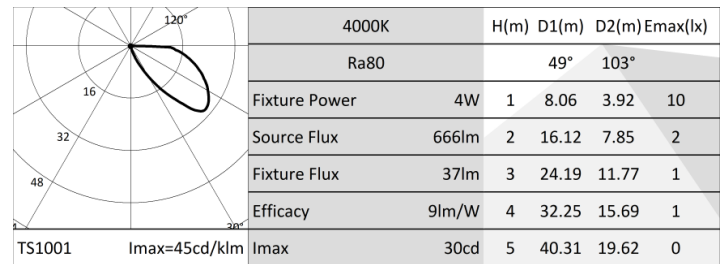 120°
16
32
48
30°
TS1001 Imax=45cd/klm
4000K H(m) D1(m) D2(m) Emax(lx)
Ra80 49° 103°
Fixture Power 4W 1 8.06 3.92 10
Source Flux 666lm 2 16.12 7.85 2
Fixture Flux 37lm 3 24.19 11.77 1
Efficacy 9lm/W 4 32.25 15.69 1
Imax 30cd 5 40.31 19.62 0